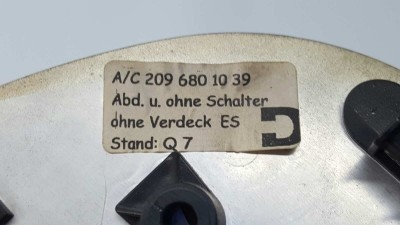 A/C 209 680 10 39
Abd. u. ohne Schalter
ohne Verdeck ES
Stand: Q 7